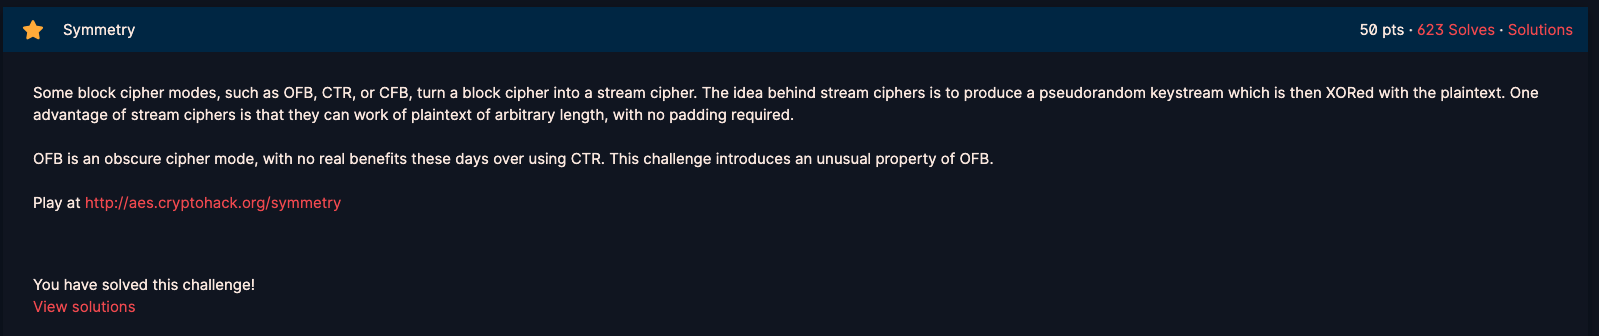 Symmetry 50 pts · 623 Solves · Solutions
Some block cipher modes, such as OFB, CTR, or CFB, turn a block cipher into a stream cipher. The idea behind stream ciphers is to produce a pseudorandom keystream which is then XORed with the plaintext. One
advantage of stream ciphers is that they can work of plaintext of arbitrary length, with no padding required.
OFB is an obscure cipher mode, with no real benefits these days over using CTR. This challenge introduces an unusual property of OFB.
Play at http://aes.cryptohack.org/symmetry
You have solved this challenge!
View solutions